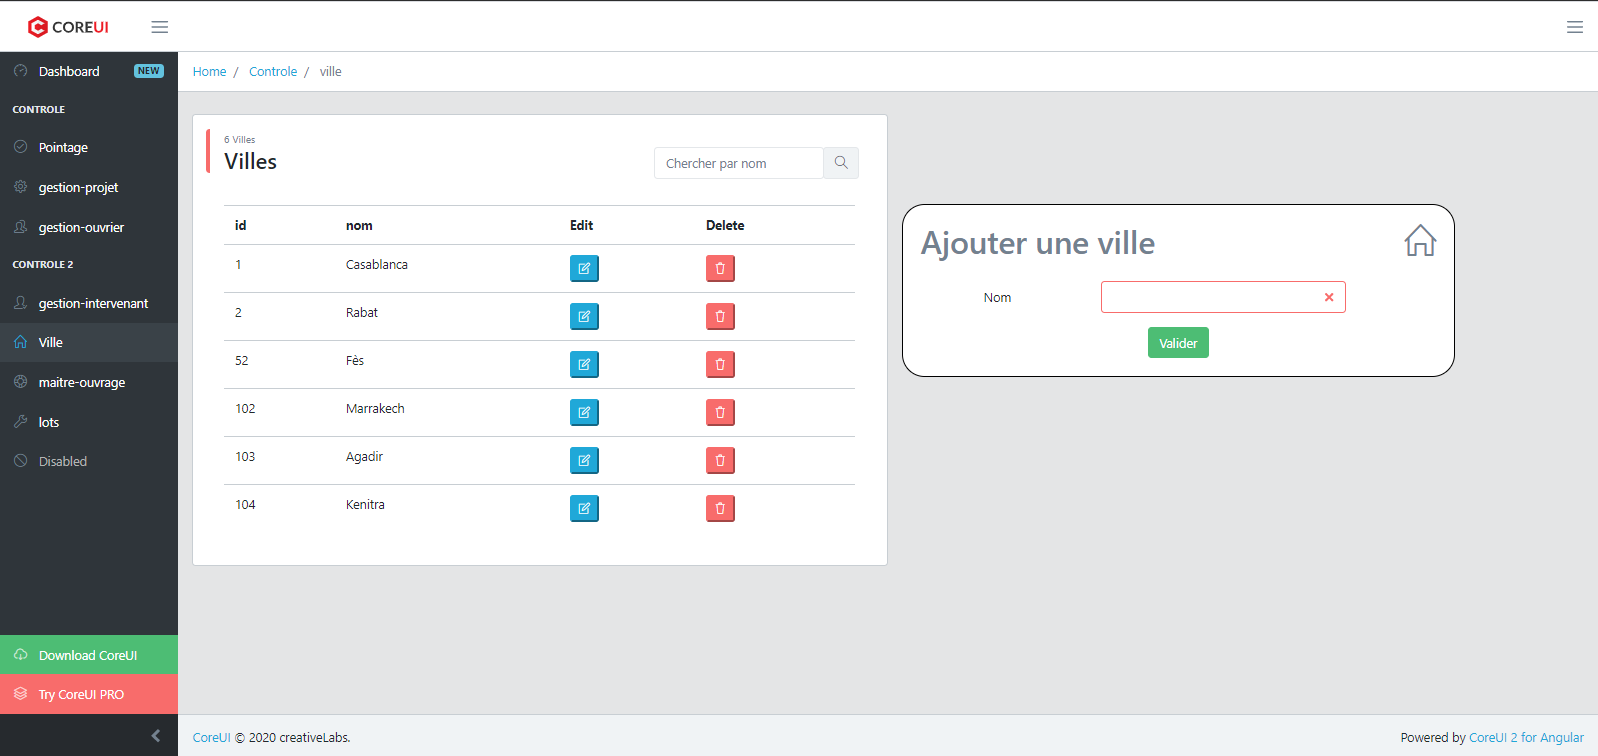 COREUI
Dashboard NEW
CONTROLE
Pointage
gestion-projet
gestion-ouvrier
CONTROLE 2
gestion-intervenant
Ville
maitre-ouvrage
lots
Disabled
Download CoreUI
Try CoreUI PRO
Home / Controle / ville
6 Villes
Villes
Chercher par nom
id nom Edit Delete
1 Casablanca
2 Rabat
52 Fès
102 Marrakech
103 Agadir
104 Kenitra
Ajouter une ville
Nom
Valider
CoreUI © 2020 creativeLabs.
Powered by CoreUI 2 for Angular